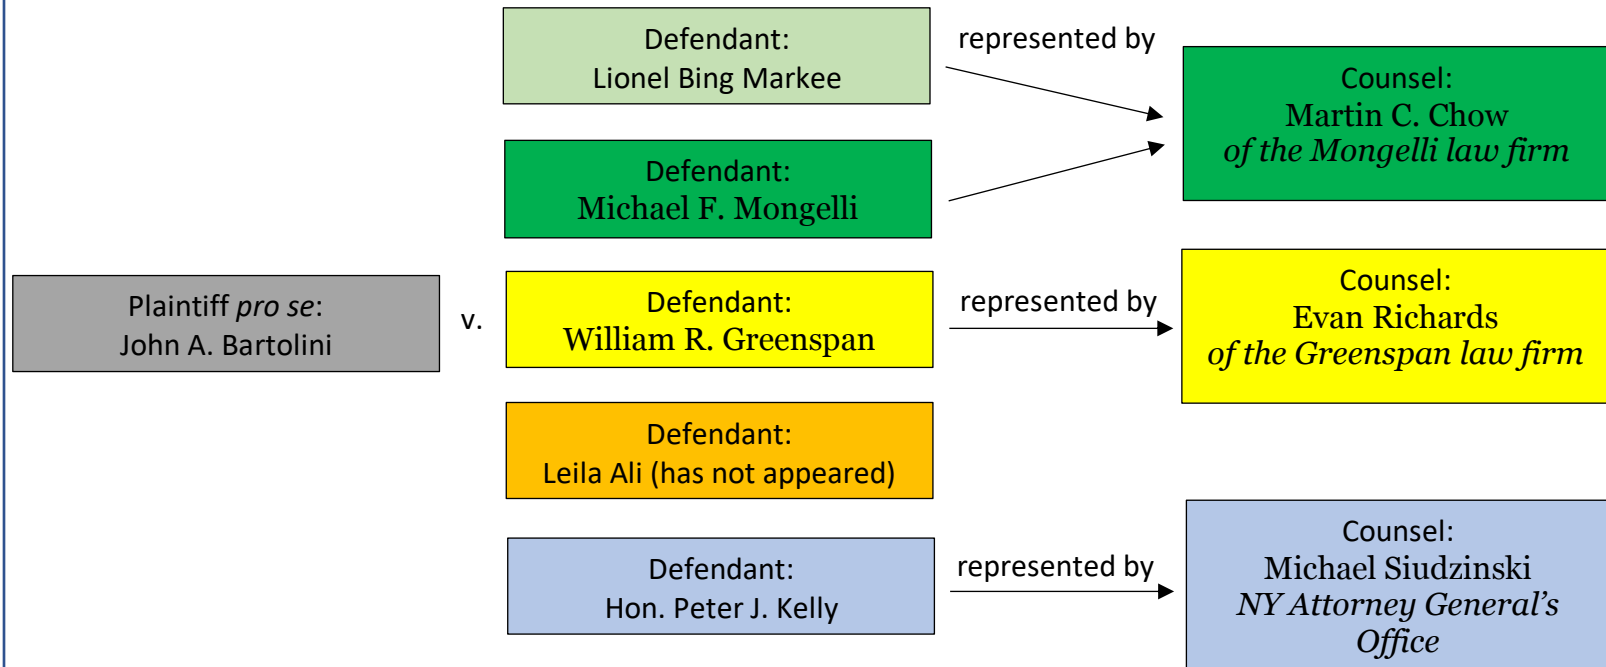 Defendant:
Lionel Bing Markee
represented by
Counsel:
Martin C. Chow
of the Mongelli law firm
Defendant:
Michael F. Mongelli
Plaintiff pro se:
John A. Bartolini
v.
Defendant:
William R. Greenspan
represented by
Counsel:
Evan Richards
of the Greenspan law firm
Defendant:
Leila Ali (has not appeared)
Defendant:
Hon. Peter J. Kelly
represented by
Counsel:
Michael Siudzinski
NY Attorney General’s
Office